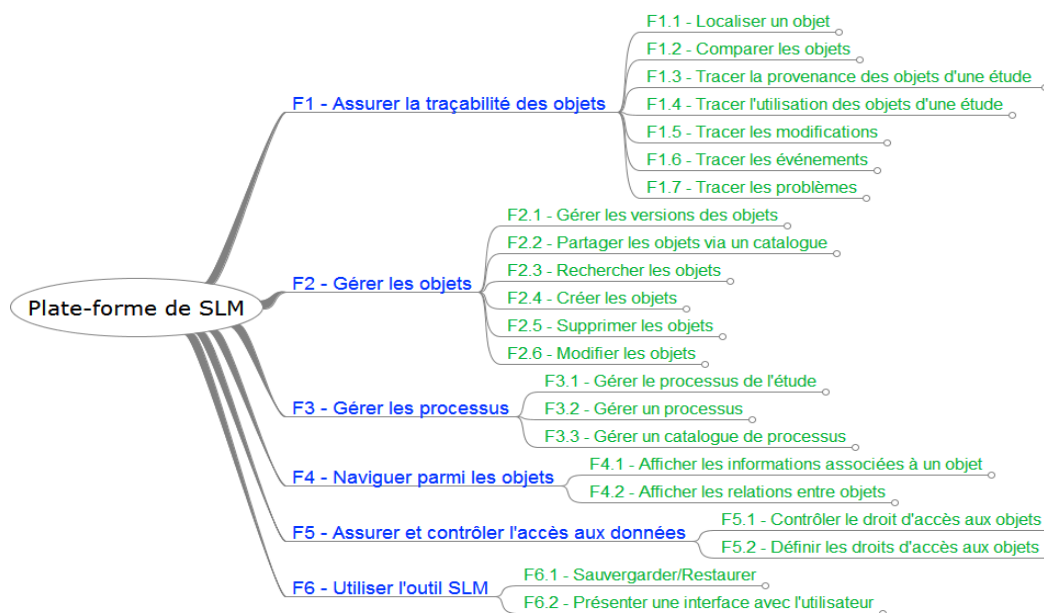 Plate-forme de SLM
F1 - Assurer la traçabilité des objets
F1.1 - Localiser un objet
F1.2 - Comparer les objets
F1.3 - Tracer la provenance des objets d'une étude
F1.4 - Tracer l'utilisation des objets d'une étude
F1.5 - Tracer les modifications
F1.6 - Tracer les événements
F1.7 - Tracer les problèmes
F2 - Gérer les objets
F2.1 - Gérer les versions des objets
F2.2 - Partager les objets via un catalogue
F2.3 - Rechercher les objets
F2.4 - Créer les objets
F2.5 - Supprimer les objets
F2.6 - Modifier les objets
F3 - Gérer les processus
F3.1 - Gérer le processus de l'étude
F3.2 - Gérer un processus
F3.3 - Gérer un catalogue de processus
F4 - Naviguer parmi les objets
F4.1 - Afficher les informations associées à un objet
F4.2 - Afficher les relations entre objets
F5 - Assurer et contrôler l'accès aux données
F5.1 - Contrôler le droit d'accès aux objets
F5.2 - Définir les droits d'accès aux objets
F6 - Utiliser l'outil SLM
F6.1 - Sauvergarder/Restaurer
F6.2 - Présenter une interface avec l'utilisateur